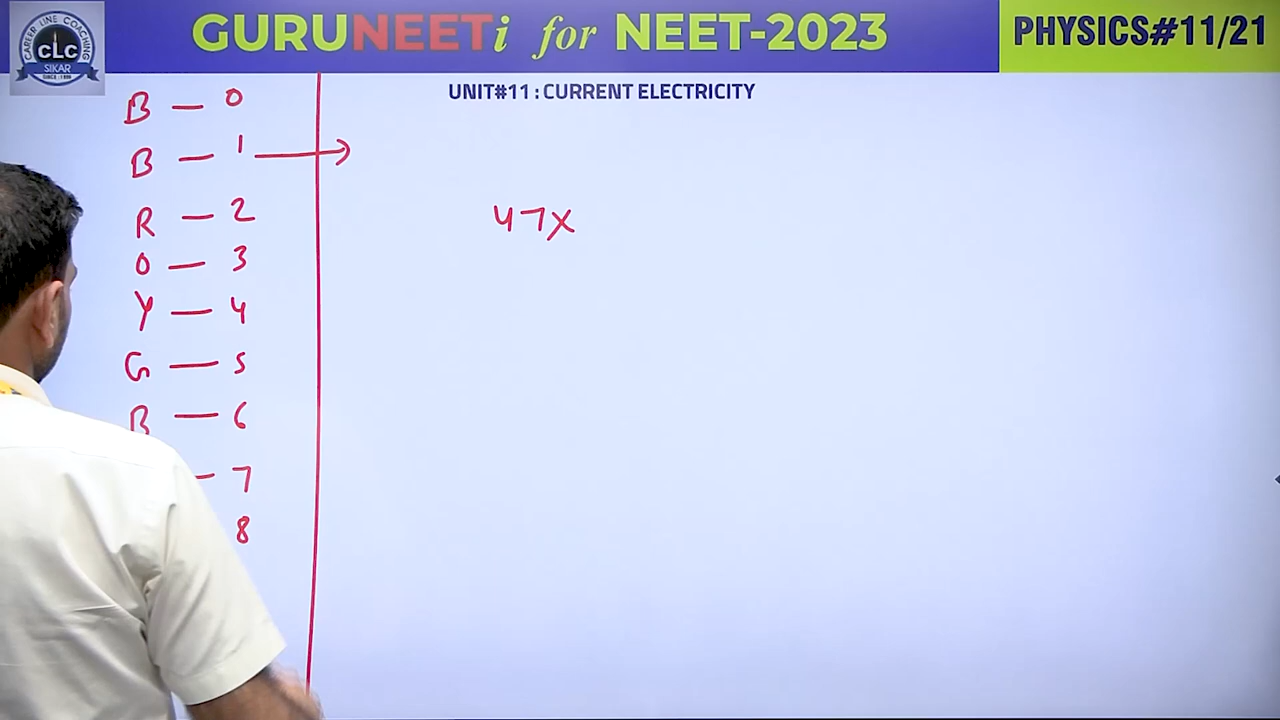 GURUNEETi for NEET-2023
PHYSICS#11/21
CAREER LINE COACHING
CLC
SIKAR
SINCE : 1996
UNIT#11 : CURRENT ELECTRICITY
B — 0
B — 1 →
R — 2
O — 3
Y — 4
G — 5
B — 6
— 7
8
47X